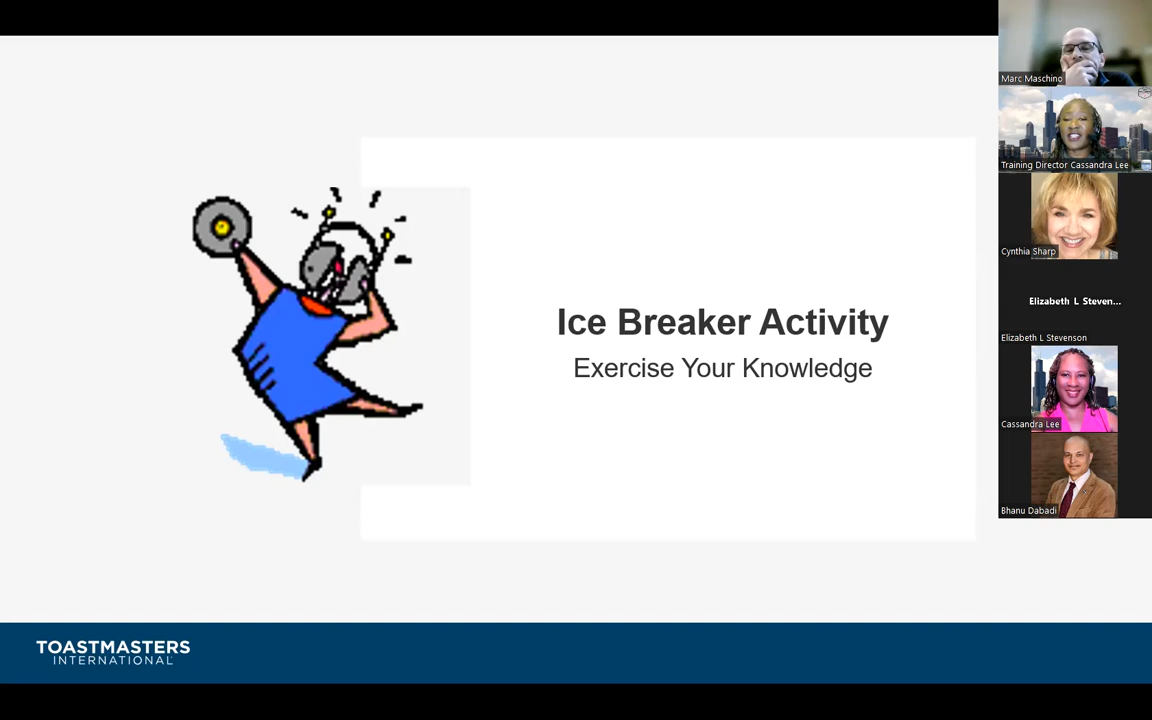 Ice Breaker Activity
Exercise Your Knowledge
TOASTMASTERS
INTERNATIONAL
Marc Maschino
Training Director Cassandra Lee
Cynthia Sharp
Elizabeth L Steven...
Elizabeth L Stevenson
Cassandra Lee
Bhanu Dabadi